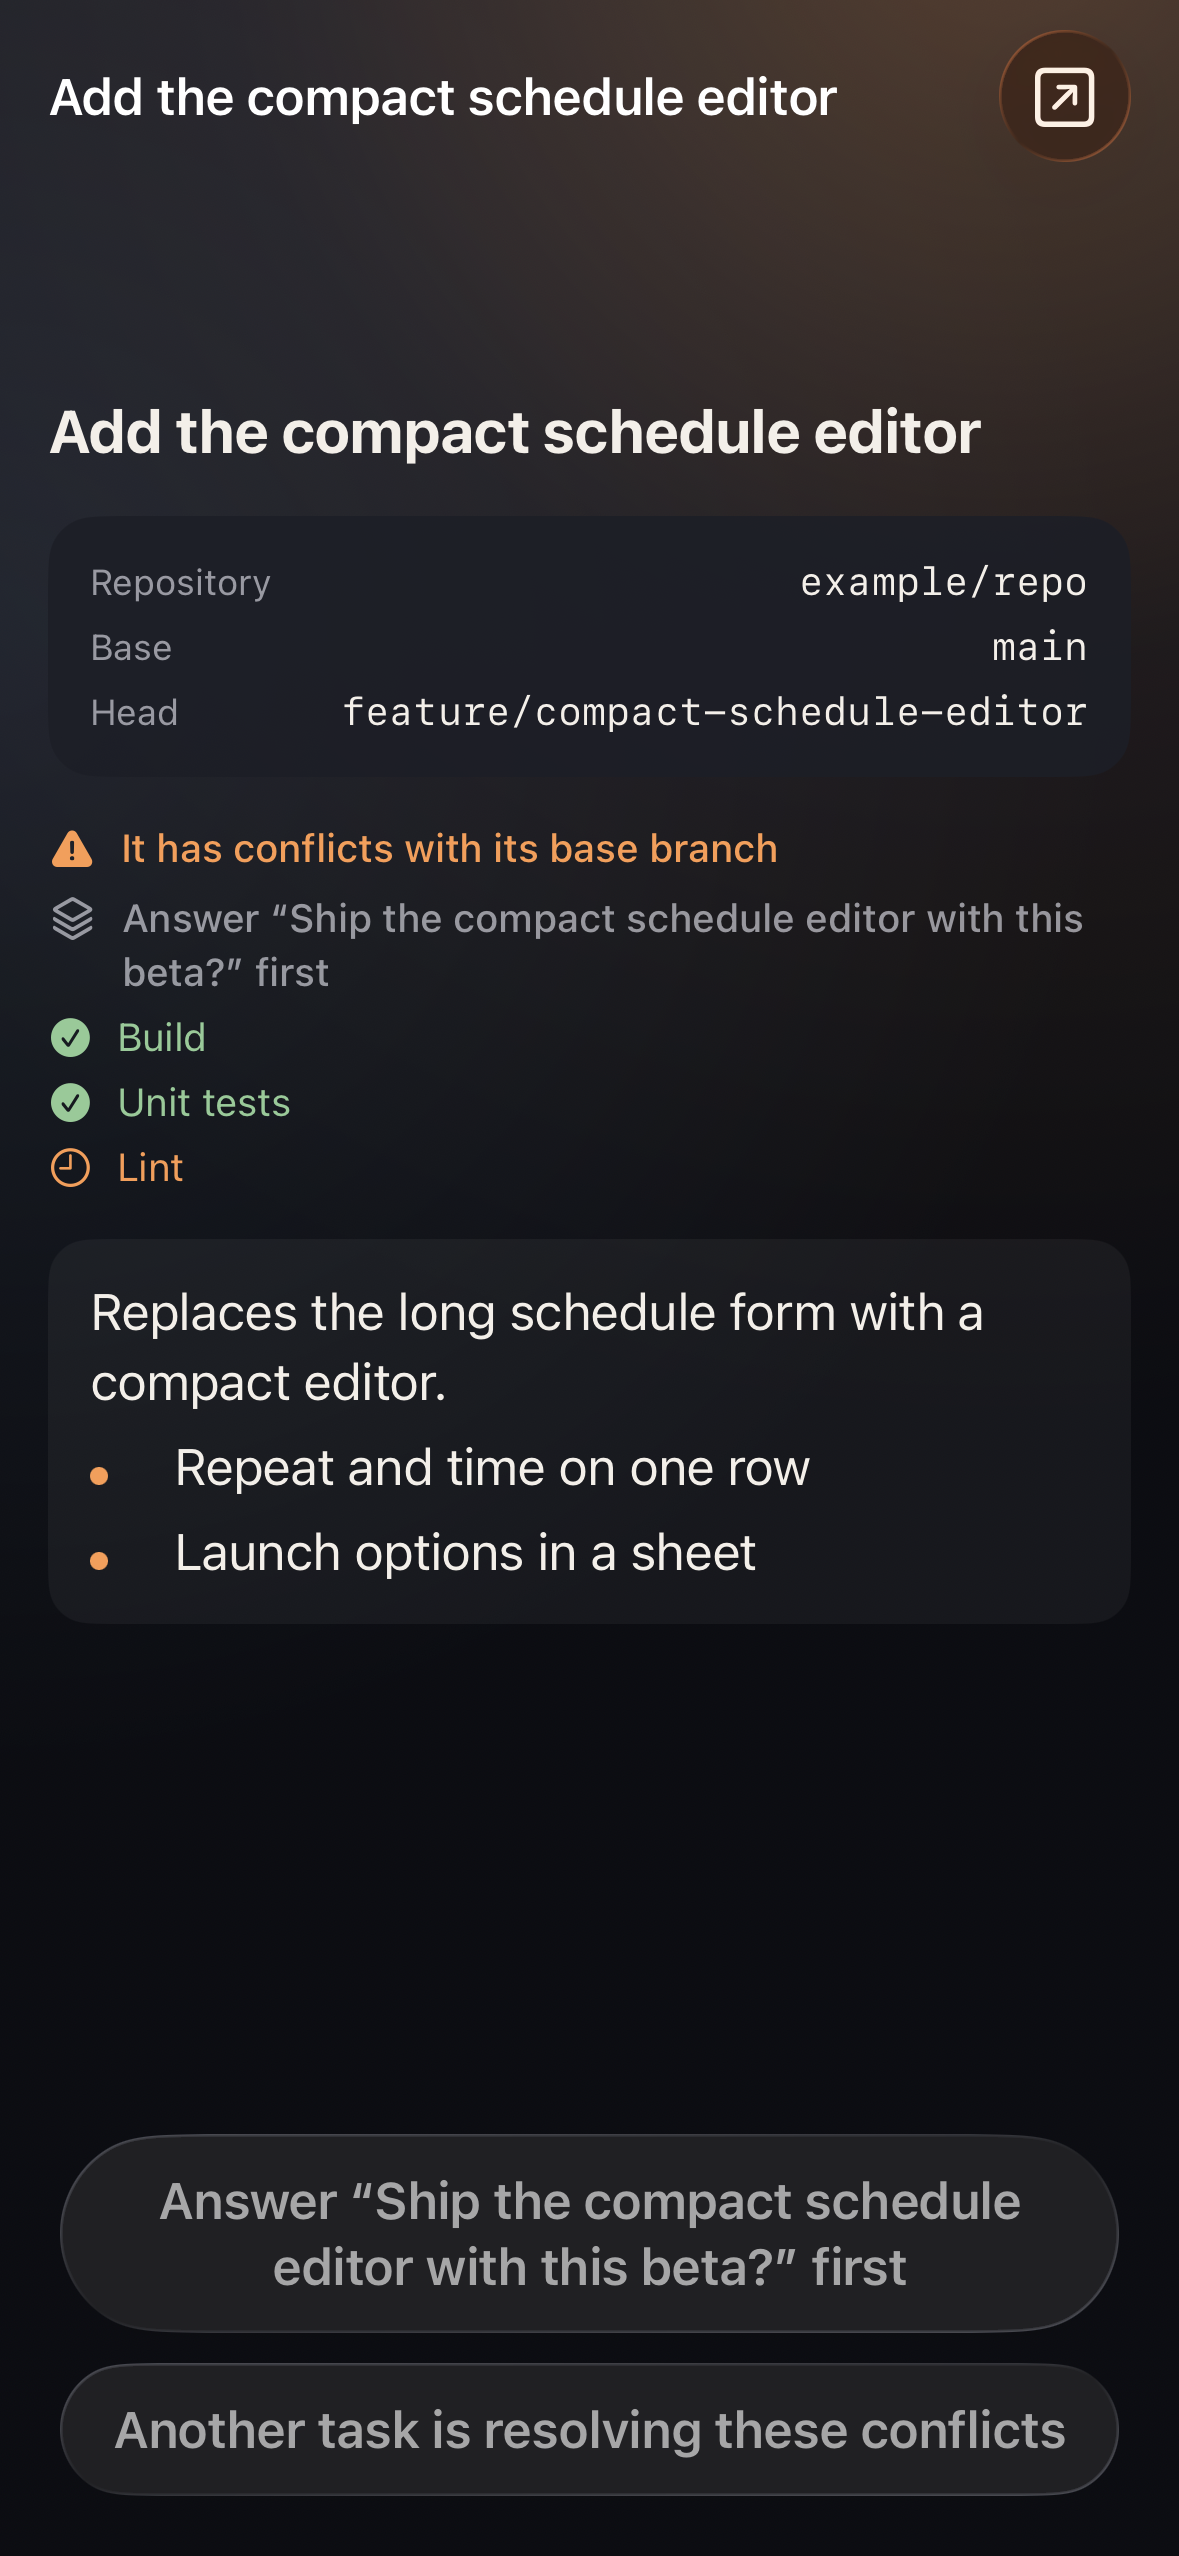 Add the compact schedule editor
Add the compact schedule editor
Repository example/repo
Base main
Head feature/compact-schedule-editor
It has conflicts with its base branch
Answer “Ship the compact schedule editor with this
beta?” first
Build
Unit tests
Lint
Replaces the long schedule form with a
compact editor.
• Repeat and time on one row
• Launch options in a sheet
Answer “Ship the compact schedule
editor with this beta?” first
Another task is resolving these conflicts